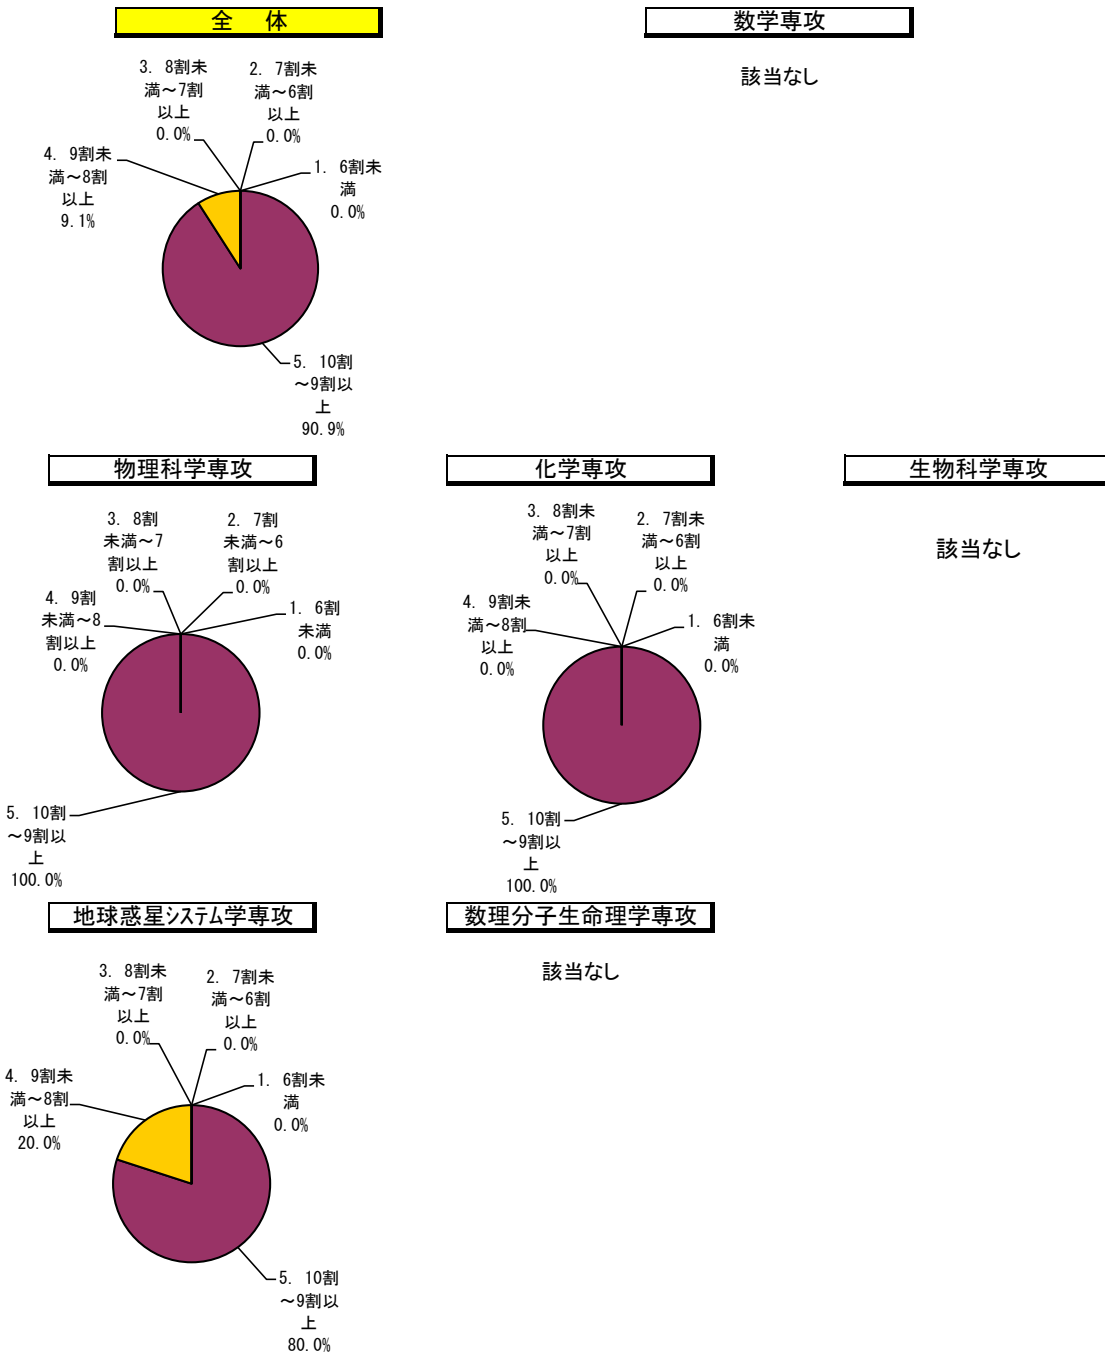 全　体
3. 8割未
満～7割
以上
0.0%
2. 7割未
満～6割
以上
0.0%
4. 9割未
満～8割
以上
9.1%
1. 6割未
満
0.0%
5. 10割
～9割以
上
90.9%
数学専攻
該当なし
物理科学専攻
3. 8割
未満～7
割以上
0.0%
2. 7割
未満～6
割以上
0.0%
4. 9割
未満～8
割以上
0.0%
1. 6割
未満
0.0%
5. 10割
～9割以
上
100.0%
化学専攻
3. 8割未
満～7割
以上
0.0%
2. 7割未
満～6割
以上
0.0%
4. 9割未
満～8割
以上
0.0%
1. 6割未
満
0.0%
5. 10割
～9割以
上
100.0%
生物科学専攻
該当なし
地球惑星ｼｽﾃﾑ学専攻
3. 8割未
満～7割
以上
0.0%
2. 7割未
満～6割
以上
0.0%
4. 9割未
満～8割
以上
20.0%
1. 6割未
満
0.0%
5. 10割
～9割以
上
80.0%
数理分子生命理学専攻
該当なし